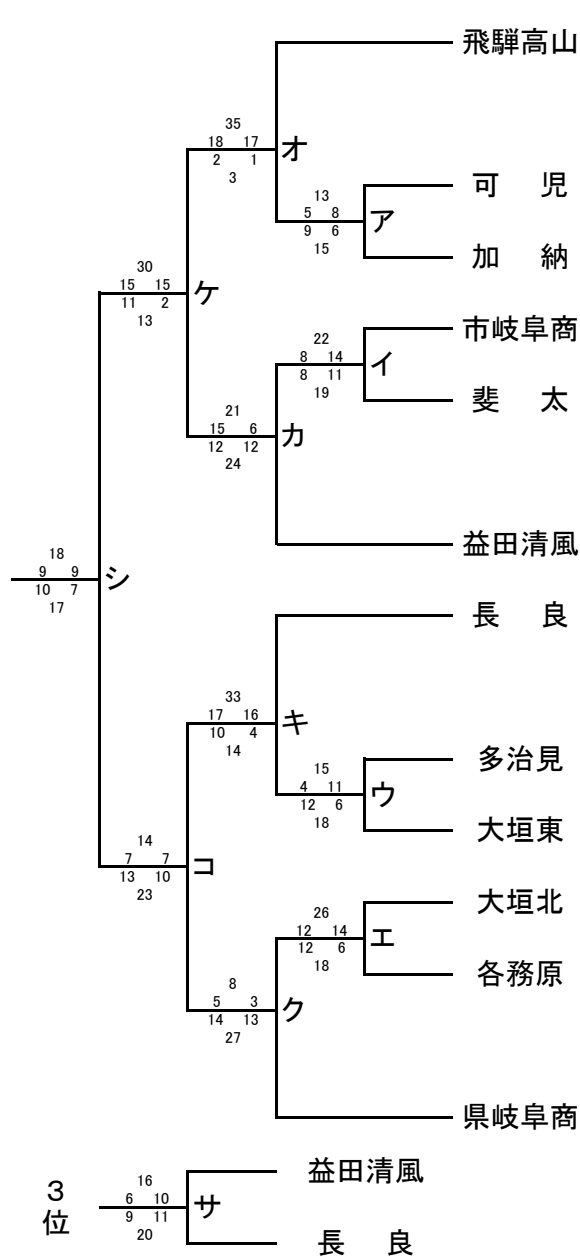 飛騨高山
35
18 17
オ
2 1
3
13
可 児
5 8
ア
9 6
15
加 納
30
15 15
ケ
11 2
13
22
市岐阜商
8 14
イ
8 11
19
斐 太
21
15 6
カ
12 12
24
益田清風
18
9 9
シ
10 7
17
長 良
33
17 16
キ
10 4
14
15
多治見
4 11
ウ
12 6
18
大垣東
14
7 7
コ
13 10
23
26
大垣北
12 14
エ
12 6
18
各務原
8
5 3
ク
14 13
27
県岐阜商
3位
16
益田清風
6 10
サ
9 11
20
長 良